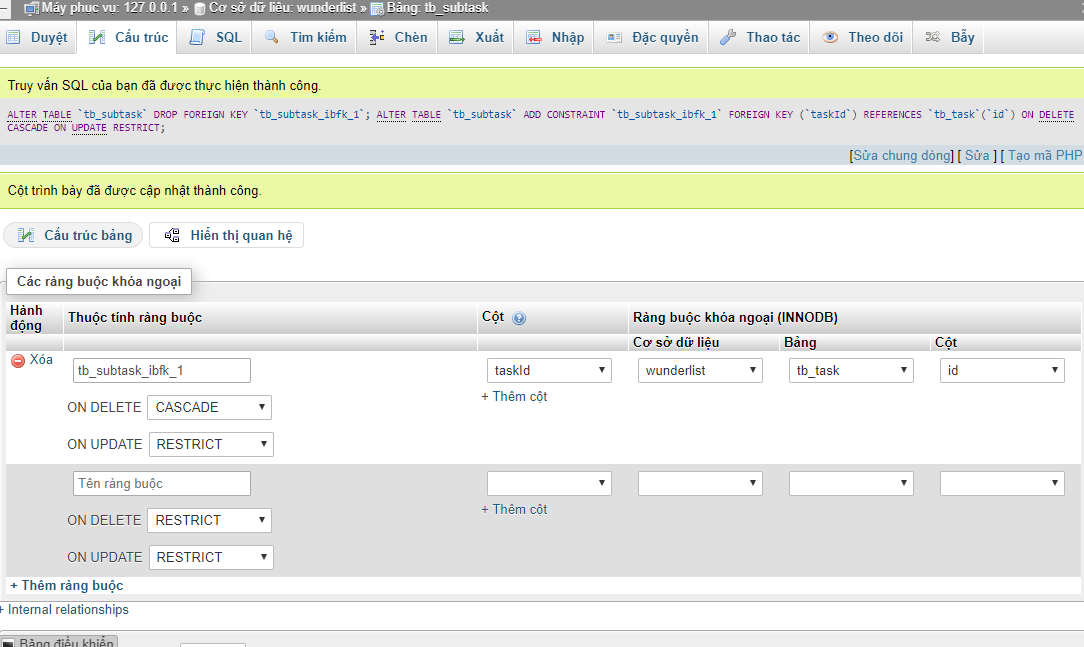 Máy phục vụ: 127.0.0.1 » Cơ sở dữ liệu: wunderlist » Bảng: tb_subtask
Duyệt Cấu trúc SQL Tìm kiếm Chèn Xuất Nhập Đặc quyền Thao tác Theo dõi Bẫy
Truy vấn SQL của bạn đã được thực hiện thành công.
ALTER TABLE `tb_subtask` DROP FOREIGN KEY `tb_subtask_ibfk_1`; ALTER TABLE `tb_subtask` ADD CONSTRAINT `tb_subtask_ibfk_1` FOREIGN KEY (`taskId`) REFERENCES `tb_task`(`id`) ON DELETE
CASCADE ON UPDATE RESTRICT;
[Sửa chung dòng] [ Sửa ] [ Tạo mã PHP
Cột trình bày đã được cập nhật thành công.
Cấu trúc bảng Hiển thị quan hệ
Các ràng buộc khóa ngoại
Hành động Thuộc tính ràng buộc Cột Ràng buộc khóa ngoại (INNODB)
Cơ sở dữ liệu Bảng Cột
Xóa tb_subtask_ibfk_1 taskId wunderlist tb_task id
+ Thêm cột
ON DELETE CASCADE
ON UPDATE RESTRICT
Tên ràng buộc
+ Thêm cột
ON DELETE RESTRICT
ON UPDATE RESTRICT
+ Thêm ràng buộc
+ Internal relationships
Bảng điều khiển